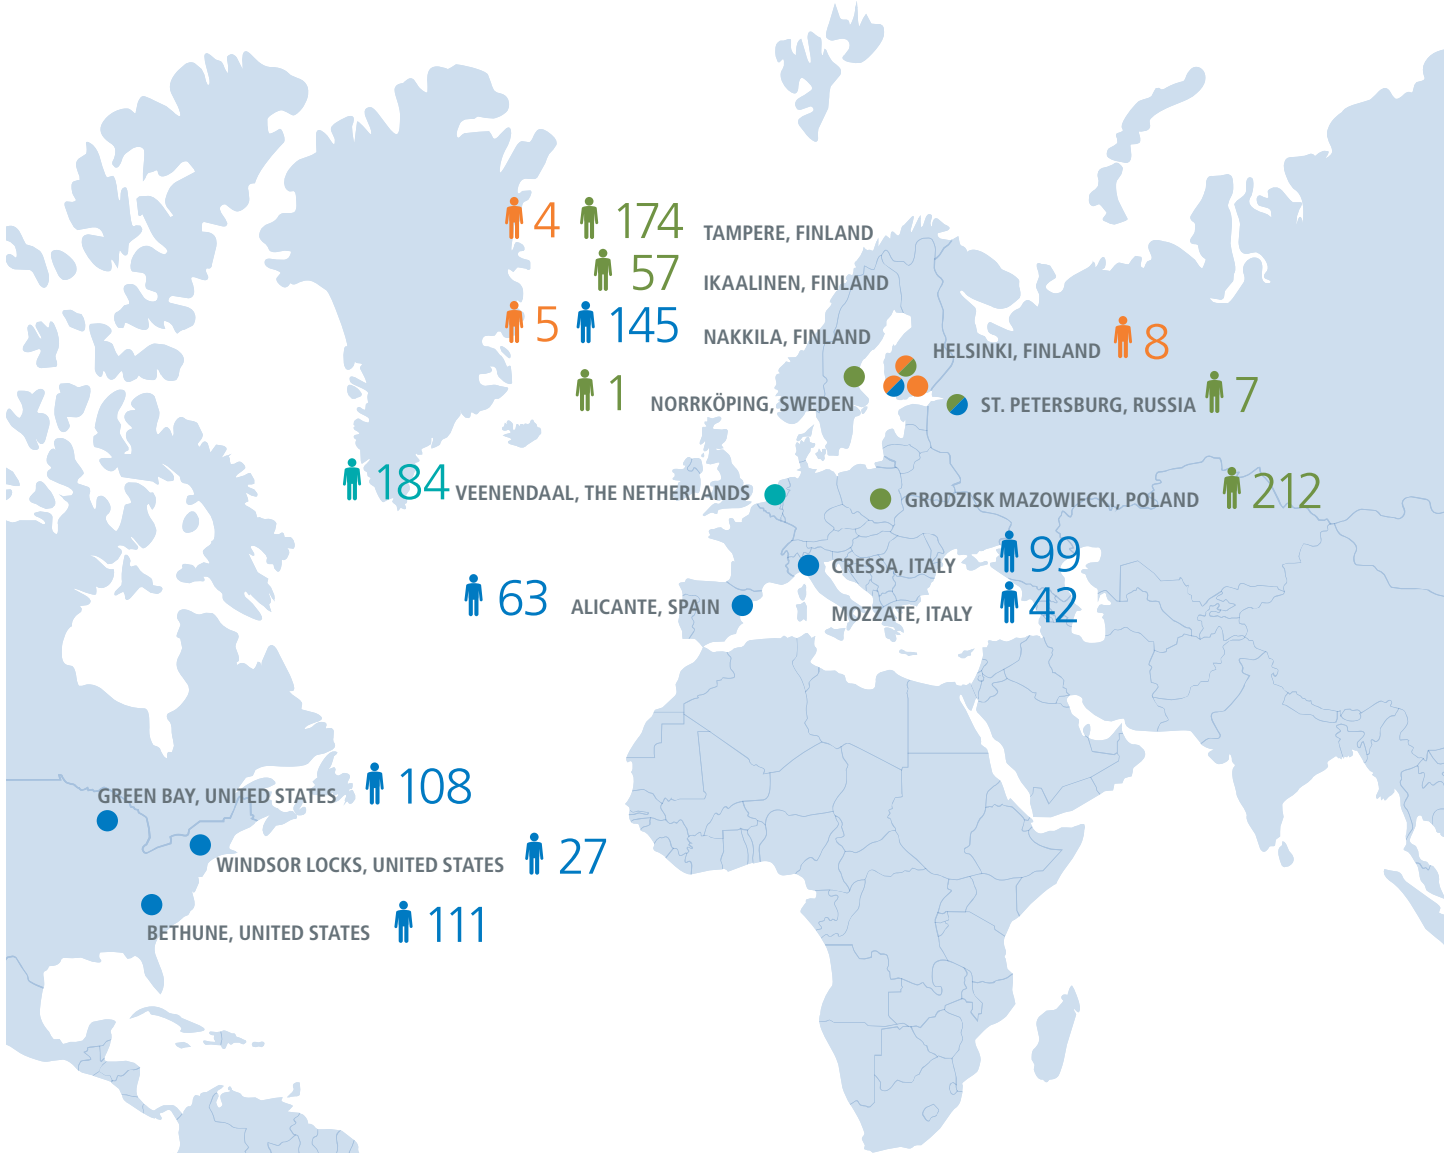 4 174 TAMPERE, FINLAND
57 IKAALINEN, FINLAND
5 145 NAKKILA, FINLAND
HELSINKI, FINLAND 8
1 NORRKÖPING, SWEDEN
ST. PETERSBURG, RUSSIA 7
184 VEENENDAAL, THE NETHERLANDS
GRODZISK MAZOWIECKI, POLAND 212
CRESSA, ITALY 99
63 ALICANTE, SPAIN
MOZZATE, ITALY 42
GREEN BAY, UNITED STATES 108
WINDSOR LOCKS, UNITED STATES 27
BETHUNE, UNITED STATES 111